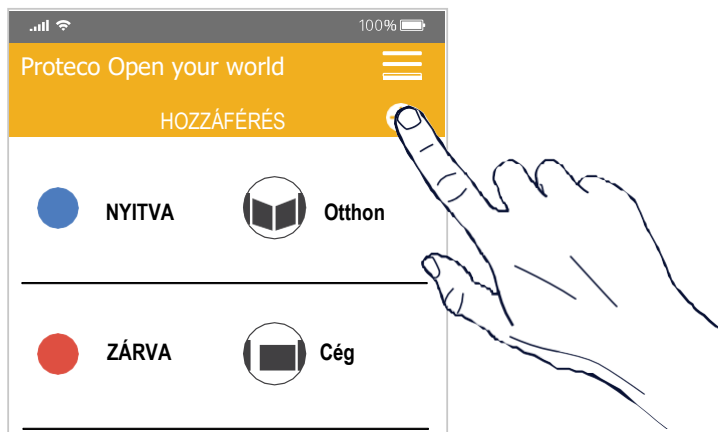 100%
Proteco Open your world
HOZZÁFÉRÉS
NYITVA Otthon
ZÁRVA Cég